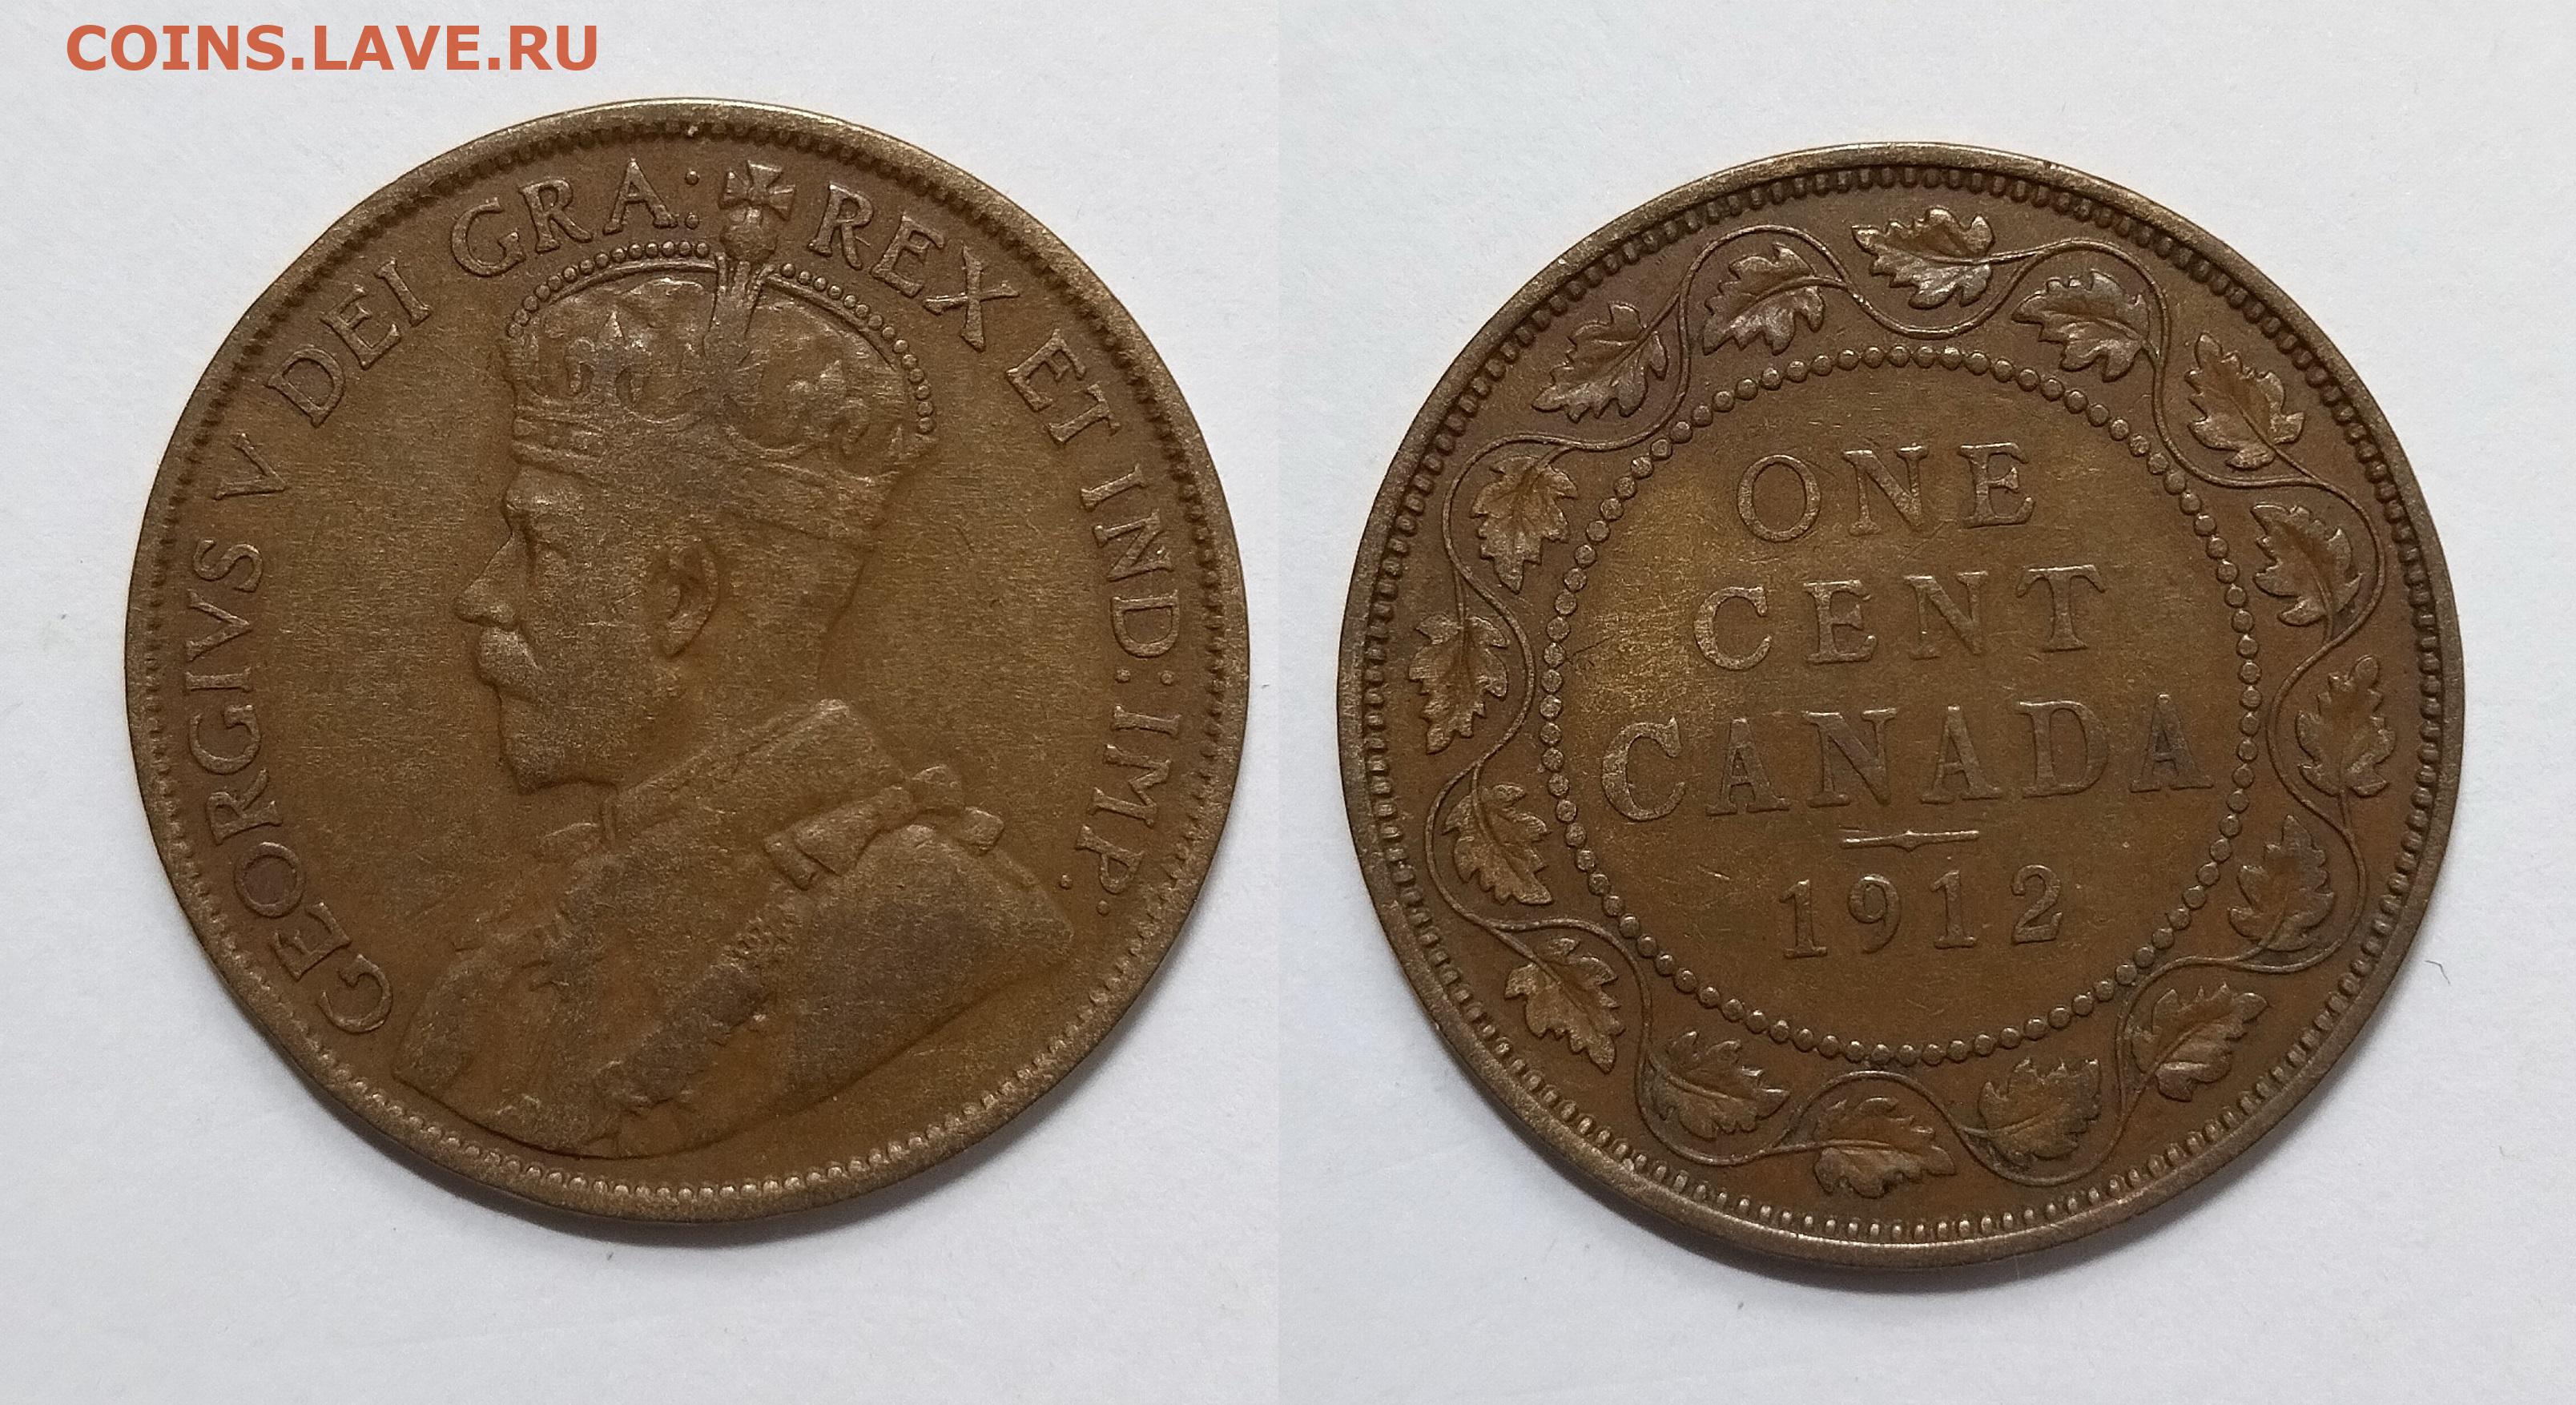 COINS.LAVE.RU
GEORGIVS V DEI GRA: REX ET IND: IMP:
ONE
CENT
CANADA
1912